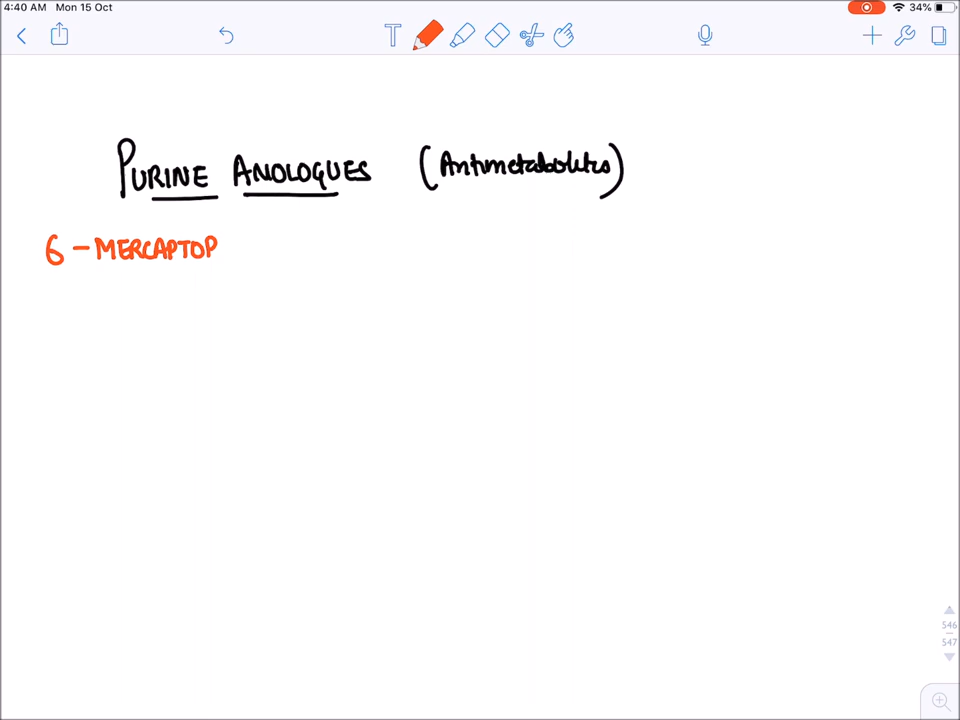 4:40 AM Mon 15 Oct 34%
T
PURINE ANOLOGUES (Antimetabolites)
6 - MERCAPTOP
546
547